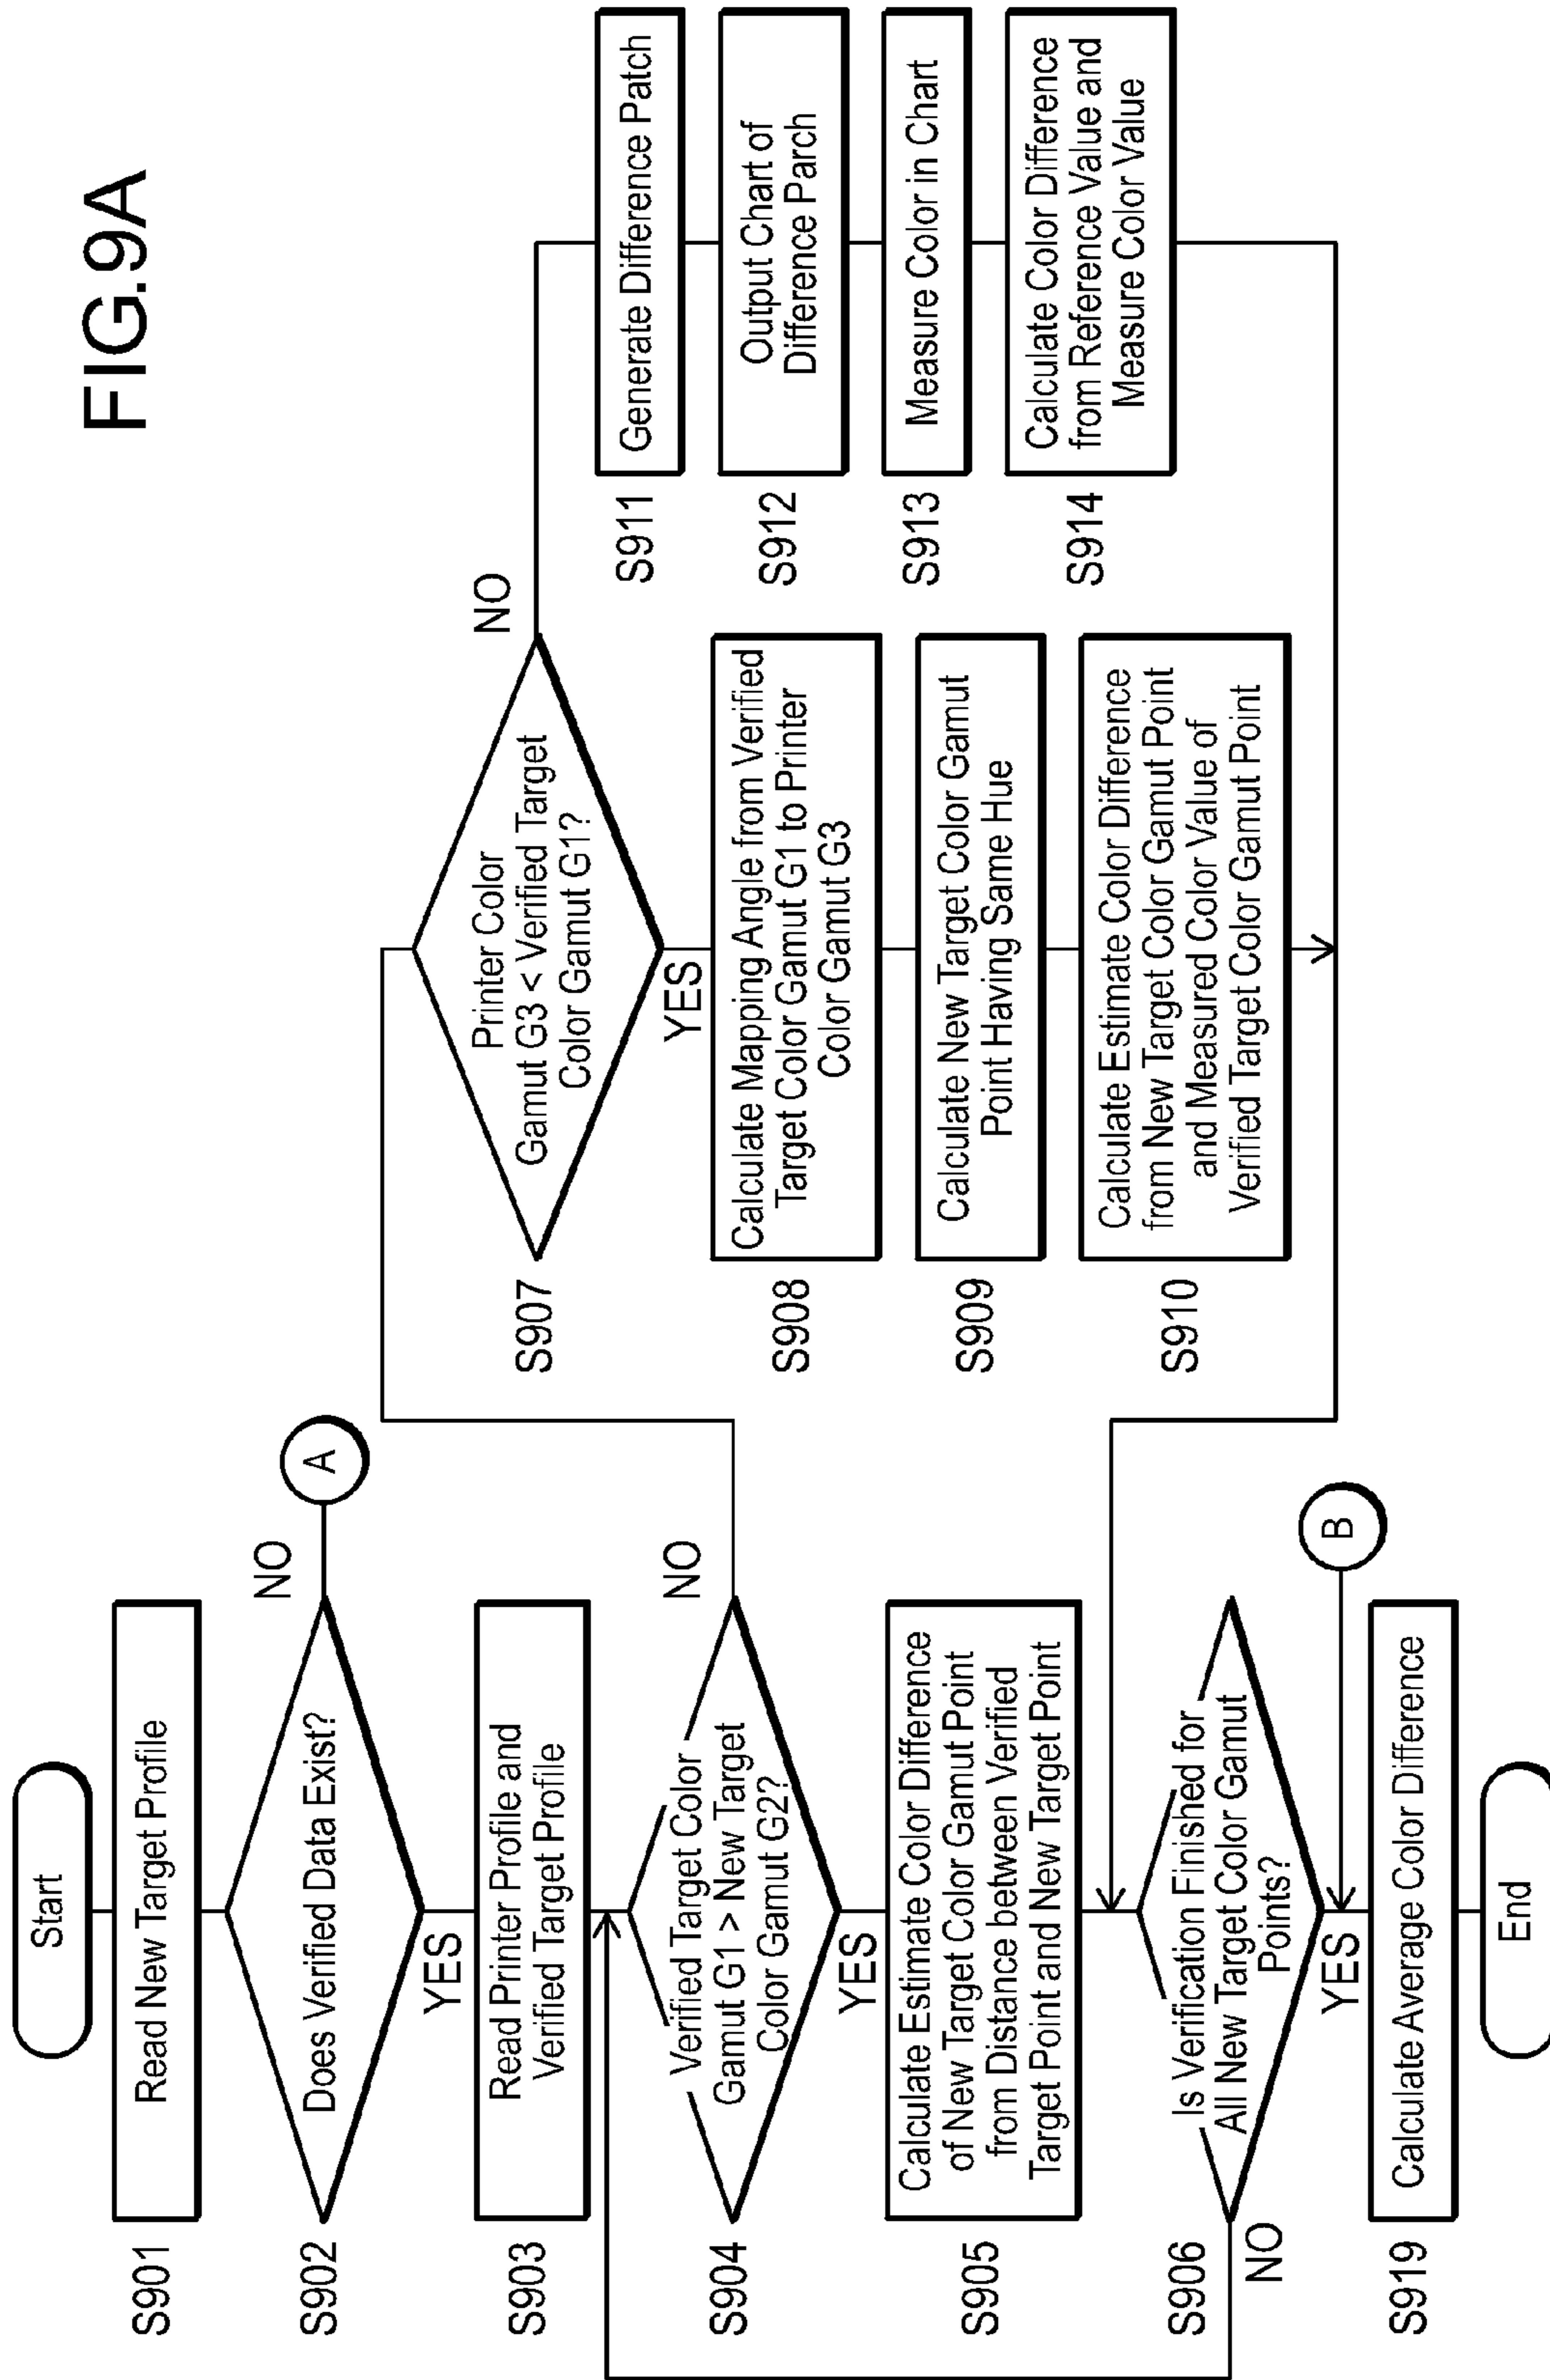 FIG.9A
Start
S901
Read New Target Profile
S902
Does Verified Data Exist?
NO
A
YES
S903
Read Printer Profile and
Verified Target Profile
S904
Verified Target Color
Gamut G1 > New Target
Color Gamut G2?
NO
YES
S905
Calculate Estimate Color Difference
of New Target Color Gamut Point
from Distance between Verified
Target Point and New Target Point
S906
Is Verification Finished for
All New Target Color Gamut
Points?
NO
YES
B
S919
Calculate Average Color Difference
End
S907
Printer Color
Gamut G3 < Verified Target
Color Gamut G1?
NO
YES
S908
Calculate Mapping Angle from Verified
Target Color Gamut G1 to Printer
Color Gamut G3
S909
Calculate New Target Color Gamut
Point Having Same Hue
S910
Calculate Estimate Color Difference
from New Target Color Gamut Point
and Measured Color Value of
Verified Target Color Gamut Point
S911
Generate Difference Patch
S912
Output Chart of
Difference Parch
S913
Measure Color in Chart
S914
Calculate Color Difference
from Reference Value and
Measure Color Value